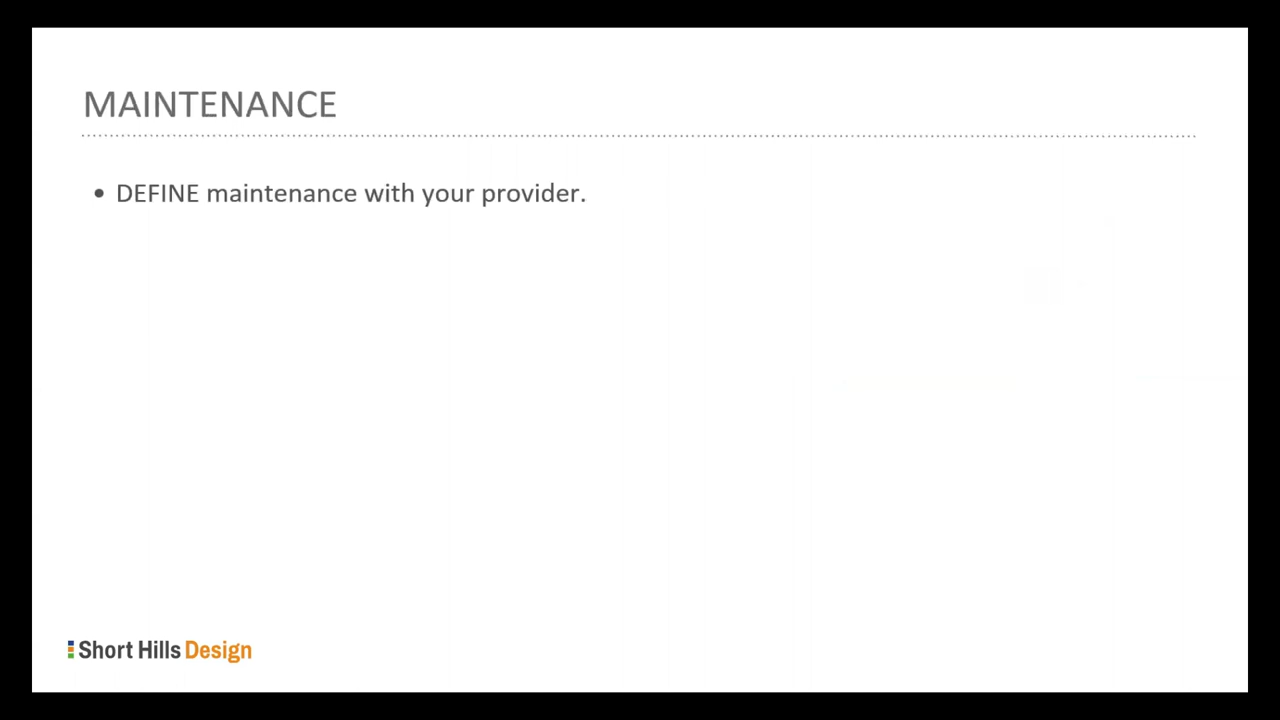 MAINTENANCE
• DEFINE maintenance with your provider.
Short Hills Design